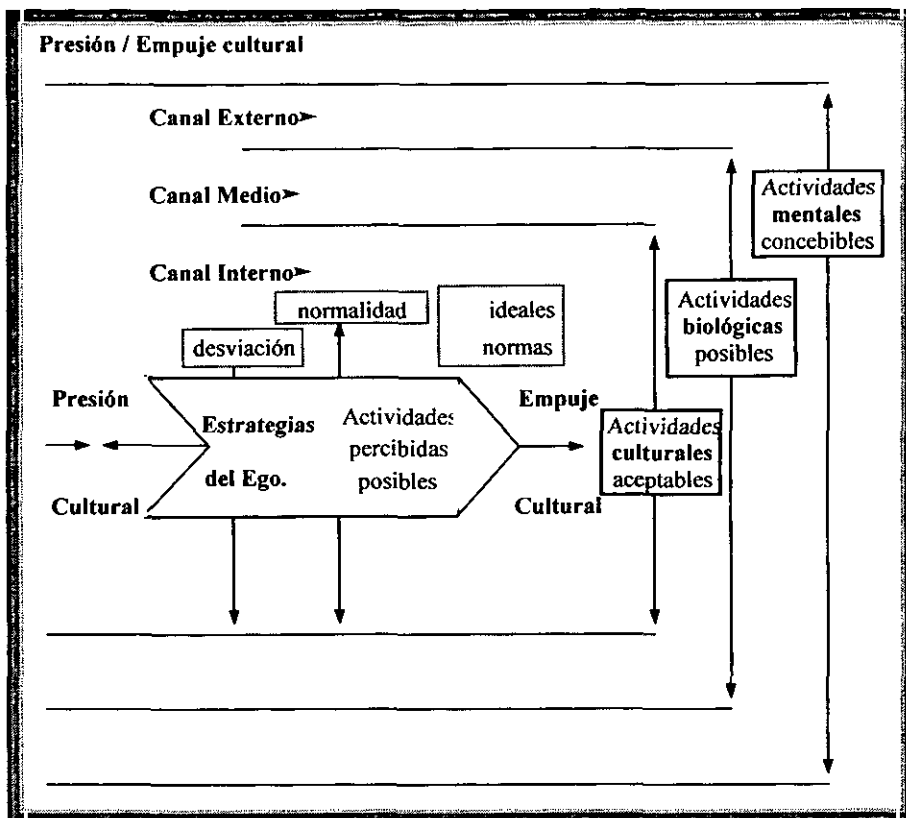 Presión / Empuje cultural
Canal Externo➢
Canal Medio➢
Canal Interno➢
Actividades
mentales
concebibles
Actividades
biológicas
posibles
normalidad
ideales
normas
desviación
Presión
Cultural
Estrategias
del Ego.
Actividades
percibidas
posibles
Empuje
Cultural
Actividades
culturales
aceptables